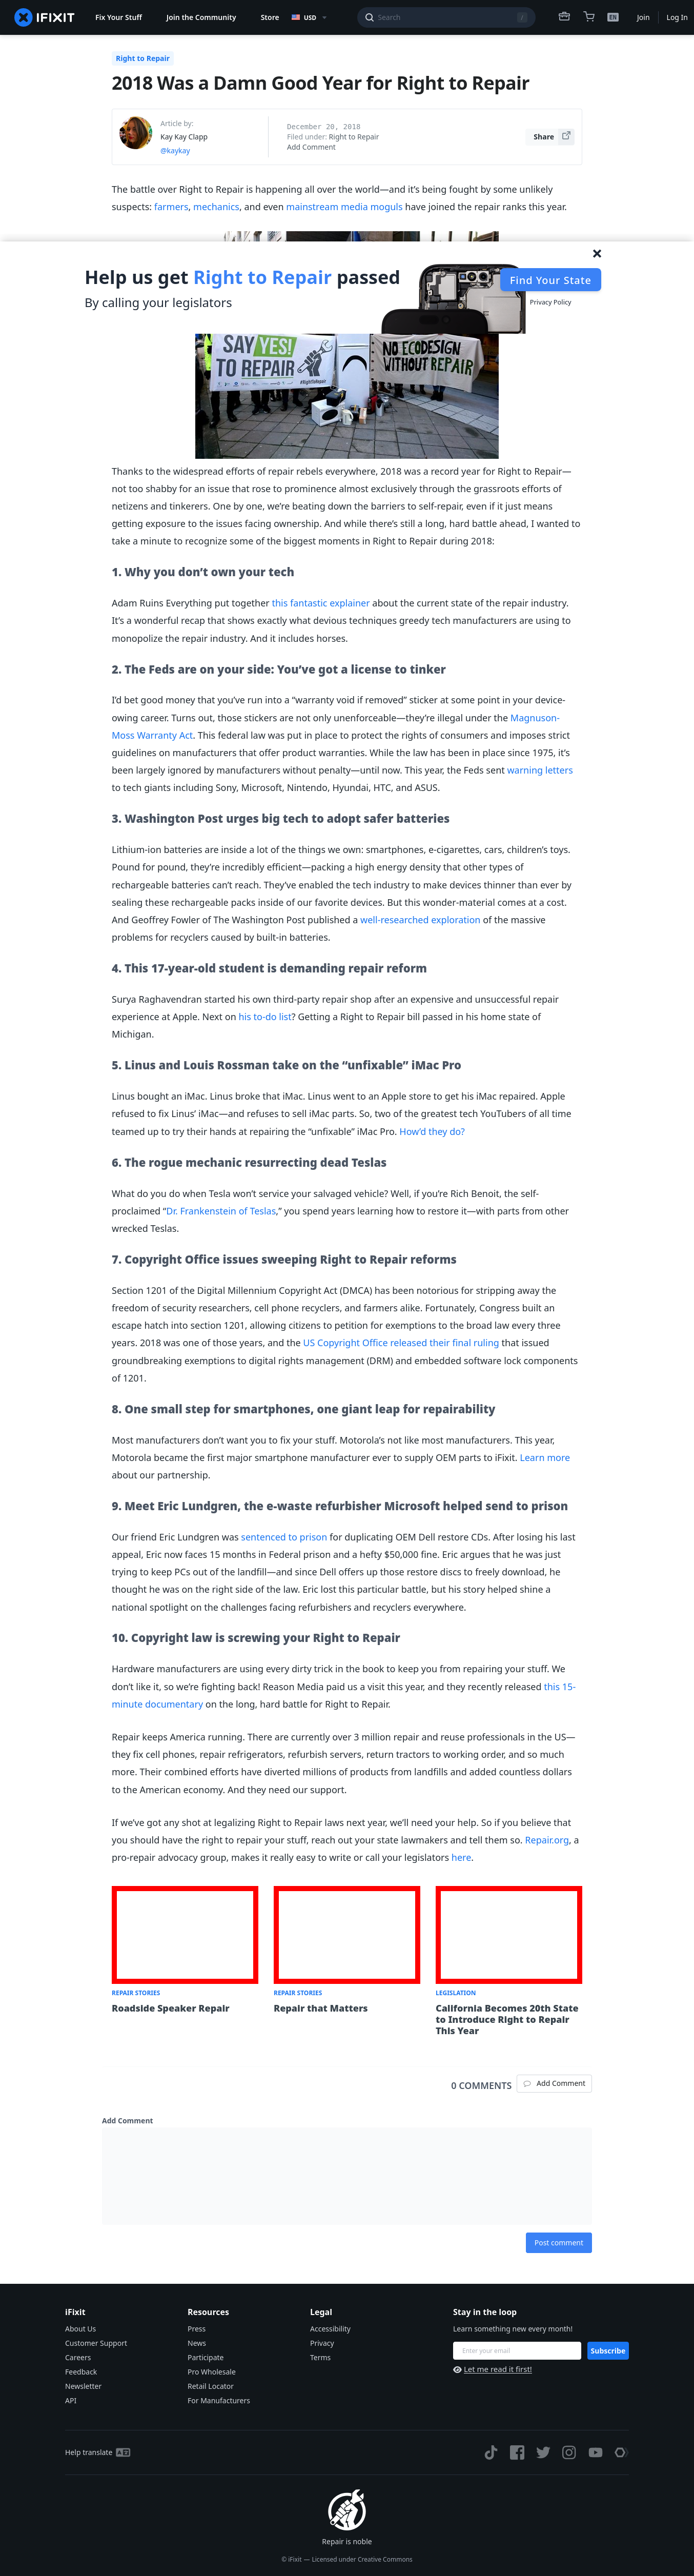 IFIXIT
Fix Your Stuff
Join the Community
Store
USD
Search
/
EN
Join
Log In
Right to Repair
2018 Was a Damn Good Year for Right to Repair
Article by:
Kay Kay Clapp
@kaykay
December 20, 2018
Filed under: Right to Repair
Add Comment
Share
The battle over Right to Repair is happening all over the world—and it's being fought by some unlikely
suspects: farmers, mechanics, and even mainstream media moguls have joined the repair ranks this year.
Help us get Right to Repair passed
By calling your legislators
Find Your State
Privacy Policy
SAY YES!
TO REPAIR
NO ECODESIGN
WITHOUT REPAIR
Thanks to the widespread efforts of repair rebels everywhere, 2018 was a record year for Right to Repair—
not too shabby for an issue that rose to prominence almost exclusively through the grassroots efforts of
netizens and tinkerers. One by one, we're beating down the barriers to self-repair, even if it just means
getting exposure to the issues facing ownership. And while there's still a long, hard battle ahead, I wanted to
take a minute to recognize some of the biggest moments in Right to Repair during 2018:
1. Why you don't own your tech
Adam Ruins Everything put together this fantastic explainer about the current state of the repair industry.
It's a wonderful recap that shows exactly what devious techniques greedy tech manufacturers are using to
monopolize the repair industry. And it includes horses.
2. The Feds are on your side: You've got a license to tinker
I'd bet good money that you've run into a "warranty void if removed" sticker at some point in your device-
owing career. Turns out, those stickers are not only unenforceable—they're illegal under the Magnuson-
Moss Warranty Act. This federal law was put in place to protect the rights of consumers and imposes strict
guidelines on manufacturers that offer product warranties. While the law has been in place since 1975, it's
been largely ignored by manufacturers without penalty—until now. This year, the Feds sent warning letters
to tech giants including Sony, Microsoft, Nintendo, Hyundai, HTC, and ASUS.
3. Washington Post urges big tech to adopt safer batteries
Lithium-ion batteries are inside a lot of the things we own: smartphones, e-cigarettes, cars, children's toys.
Pound for pound, they're incredibly efficient—packing a high energy density that other types of
rechargeable batteries can't reach. They've enabled the tech industry to make devices thinner than ever by
sealing these rechargeable packs inside of our favorite devices. But this wonder-material comes at a cost.
And Geoffrey Fowler of The Washington Post published a well-researched exploration of the massive
problems for recyclers caused by built-in batteries.
4. This 17-year-old student is demanding repair reform
Surya Raghavendran started his own third-party repair shop after an expensive and unsuccessful repair
experience at Apple. Next on his to-do list? Getting a Right to Repair bill passed in his home state of
Michigan.
5. Linus and Louis Rossman take on the "unfixable" iMac Pro
Linus bought an iMac. Linus broke that iMac. Linus went to an Apple store to get his iMac repaired. Apple
refused to fix Linus' iMac—and refuses to sell iMac parts. So, two of the greatest tech YouTubers of all time
teamed up to try their hands at repairing the "unfixable" iMac Pro. How'd they do?
6. The rogue mechanic resurrecting dead Teslas
What do you do when Tesla won't service your salvaged vehicle? Well, if you're Rich Benoit, the self-
proclaimed "Dr. Frankenstein of Teslas," you spend years learning how to restore it—with parts from other
wrecked Teslas.
7. Copyright Office issues sweeping Right to Repair reforms
Section 1201 of the Digital Millennium Copyright Act (DMCA) has been notorious for stripping away the
freedom of security researchers, cell phone recyclers, and farmers alike. Fortunately, Congress built an
escape hatch into section 1201, allowing citizens to petition for exemptions to the broad law every three
years. 2018 was one of those years, and the US Copyright Office released their final ruling that issued
groundbreaking exemptions to digital rights management (DRM) and embedded software lock components
of 1201.
8. One small step for smartphones, one giant leap for repairability
Most manufacturers don't want you to fix your stuff. Motorola's not like most manufacturers. This year,
Motorola became the first major smartphone manufacturer ever to supply OEM parts to iFixit. Learn more
about our partnership.
9. Meet Eric Lundgren, the e-waste refurbisher Microsoft helped send to prison
Our friend Eric Lundgren was sentenced to prison for duplicating OEM Dell restore CDs. After losing his last
appeal, Eric now faces 15 months in Federal prison and a hefty $50,000 fine. Eric argues that he was just
trying to keep PCs out of the landfill—and since Dell offers up those restore discs to freely download, he
thought he was on the right side of the law. Eric lost this particular battle, but his story helped shine a
national spotlight on the challenges facing refurbishers and recyclers everywhere.
10. Copyright law is screwing your Right to Repair
Hardware manufacturers are using every dirty trick in the book to keep you from repairing your stuff. We
don't like it, so we're fighting back! Reason Media paid us a visit this year, and they recently released this 15-
minute documentary on the long, hard battle for Right to Repair.
Repair keeps America running. There are currently over 3 million repair and reuse professionals in the US—
they fix cell phones, repair refrigerators, refurbish servers, return tractors to working order, and so much
more. Their combined efforts have diverted millions of products from landfills and added countless dollars
to the American economy. And they need our support.
If we've got any shot at legalizing Right to Repair laws next year, we'll need your help. So if you believe that
you should have the right to repair your stuff, reach out your state lawmakers and tell them so. Repair.org, a
pro-repair advocacy group, makes it really easy to write or call your legislators here.
REPAIR STORIES
Roadside Speaker Repair
REPAIR STORIES
Repair that Matters
LEGISLATION
California Becomes 20th State
to Introduce Right to Repair
This Year
0 COMMENTS
Add Comment
Add Comment
Post comment
iFixit
About Us
Customer Support
Careers
Feedback
Newsletter
API
Resources
Press
News
Participate
Pro Wholesale
Retail Locator
For Manufacturers
Legal
Accessibility
Privacy
Terms
Stay in the loop
Learn something new every month!
Enter your email
Subscribe
Let me read it first!
Help translate
Repair is noble
© iFixit — Licensed under Creative Commons